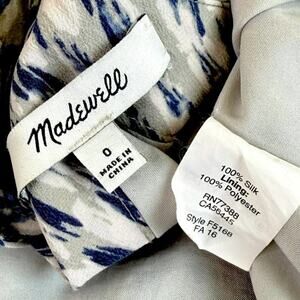 Madewell
0
MADE IN
CHINA
100% Silk
Lining:
100% Polyester
RN77388
CA56445
Style F5168
FA 16